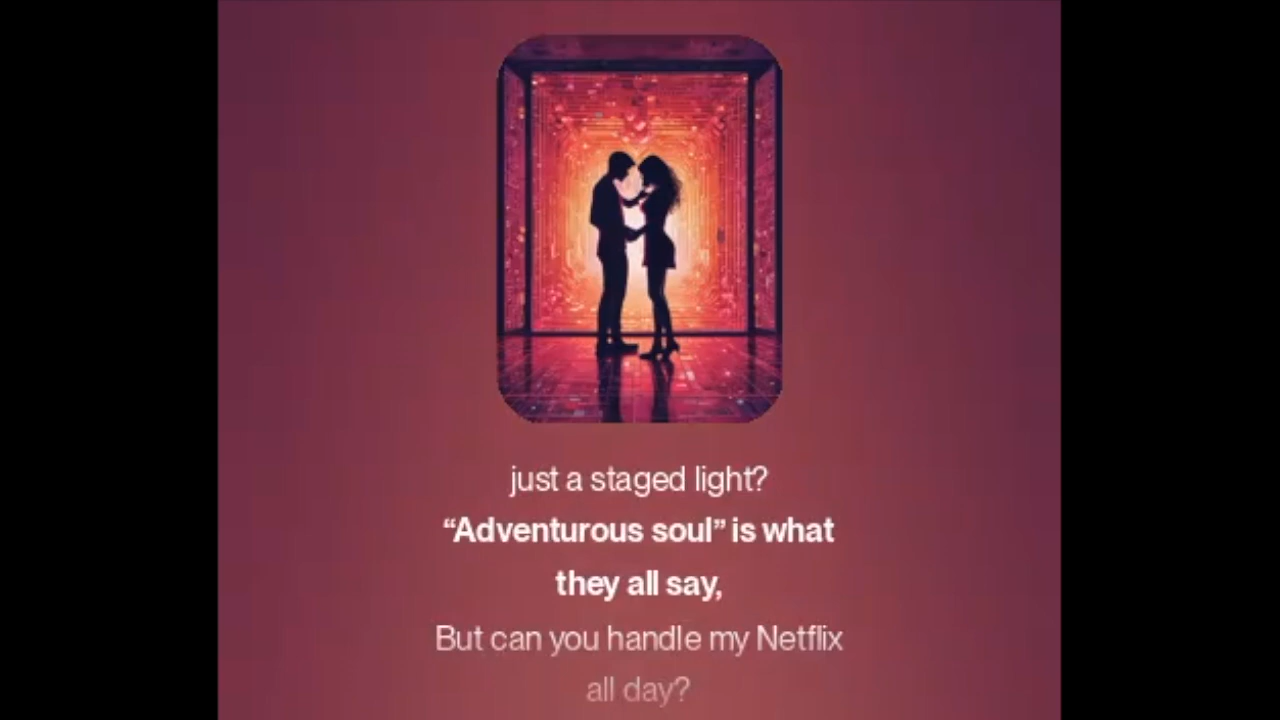 just a staged light?
“Adventurous soul” is what
they all say,
But can you handle my Netflix
all day?